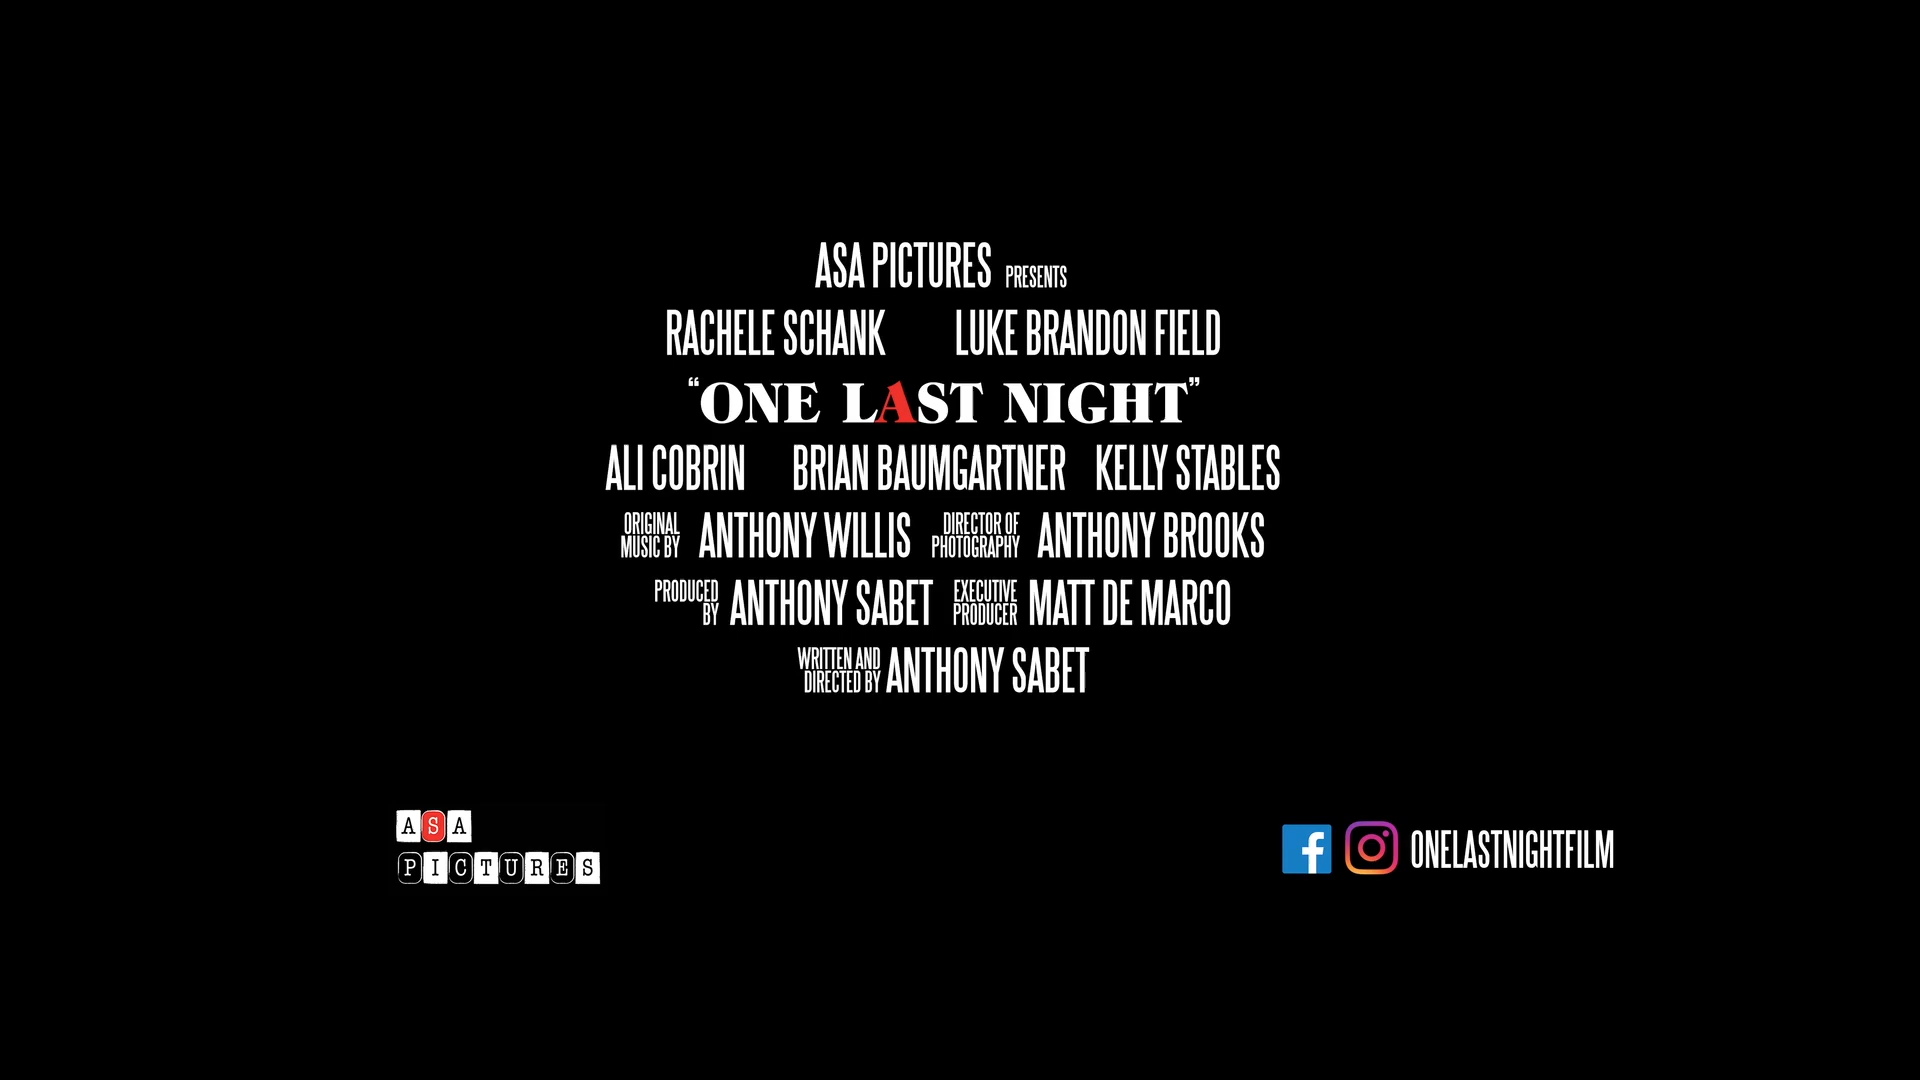 ASA PICTURES PRESENTS
RACHELE SCHANK LUKE BRANDON FIELD
“ONE LAST NIGHT”
ALI COBRIN BRIAN BAUMGARTNER KELLY STABLES
ORIGINAL MUSIC BY ANTHONY WILLIS DIRECTOR OF PHOTOGRAPHY ANTHONY BROOKS
PRODUCED BY ANTHONY SABET EXECUTIVE PRODUCER MATT DE MARCO
WRITTEN AND DIRECTED BY ANTHONY SABET
ASA
PICTURES
ONELASTNIGHTFILM